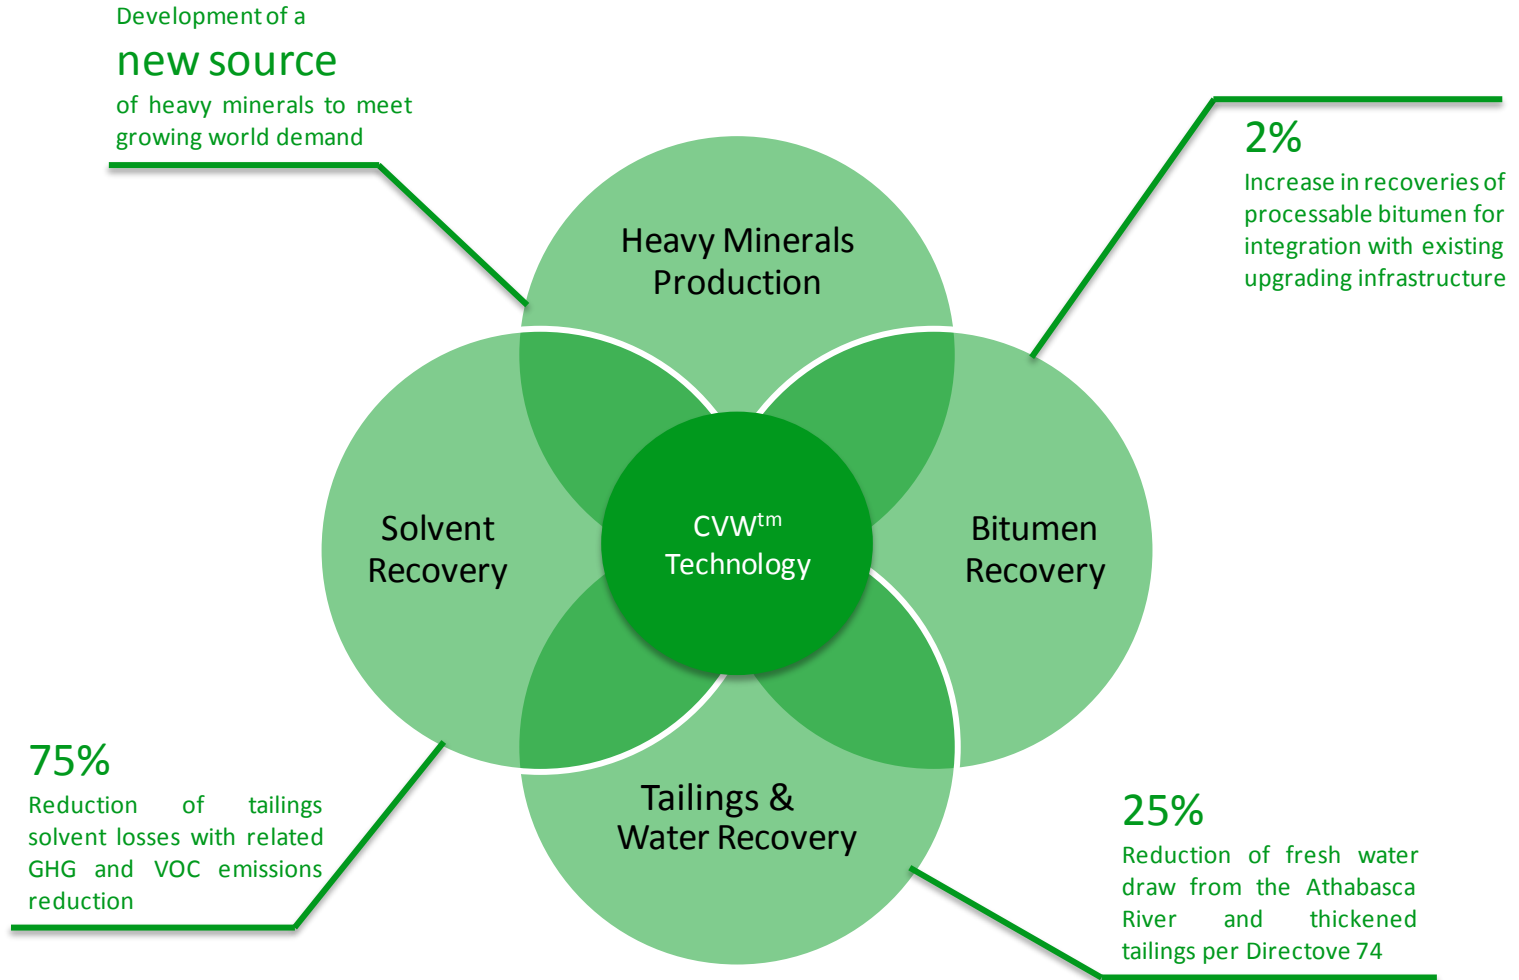 Development of a
new source
of heavy minerals to meet
growing world demand
2%
Increase in recoveries of
processable bitumen for
integration with existing
upgrading infrastructure
Heavy Minerals
Production
Solvent
Recovery
CVWtm
Technology
Bitumen
Recovery
Tailings &
Water Recovery
75%
Reduction of tailings
solvent losses with related
GHG and VOC emissions
reduction
25%
Reduction of fresh water
draw from the Athabasca
River and thickened
tailings per Directove 74